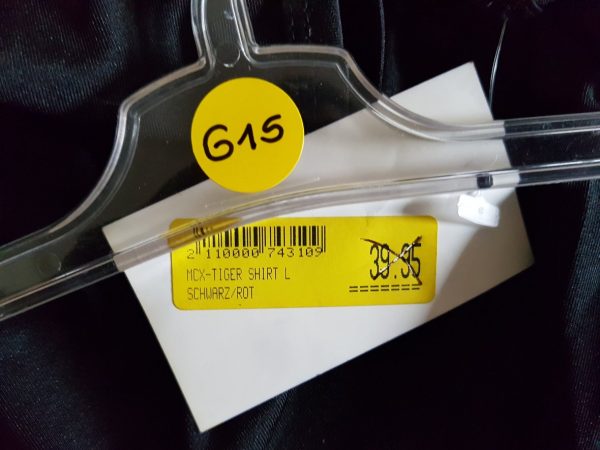 G15
2 110000 743109
MCX-TIGER SHIRT L
SCHWARZ/ROT
39.95